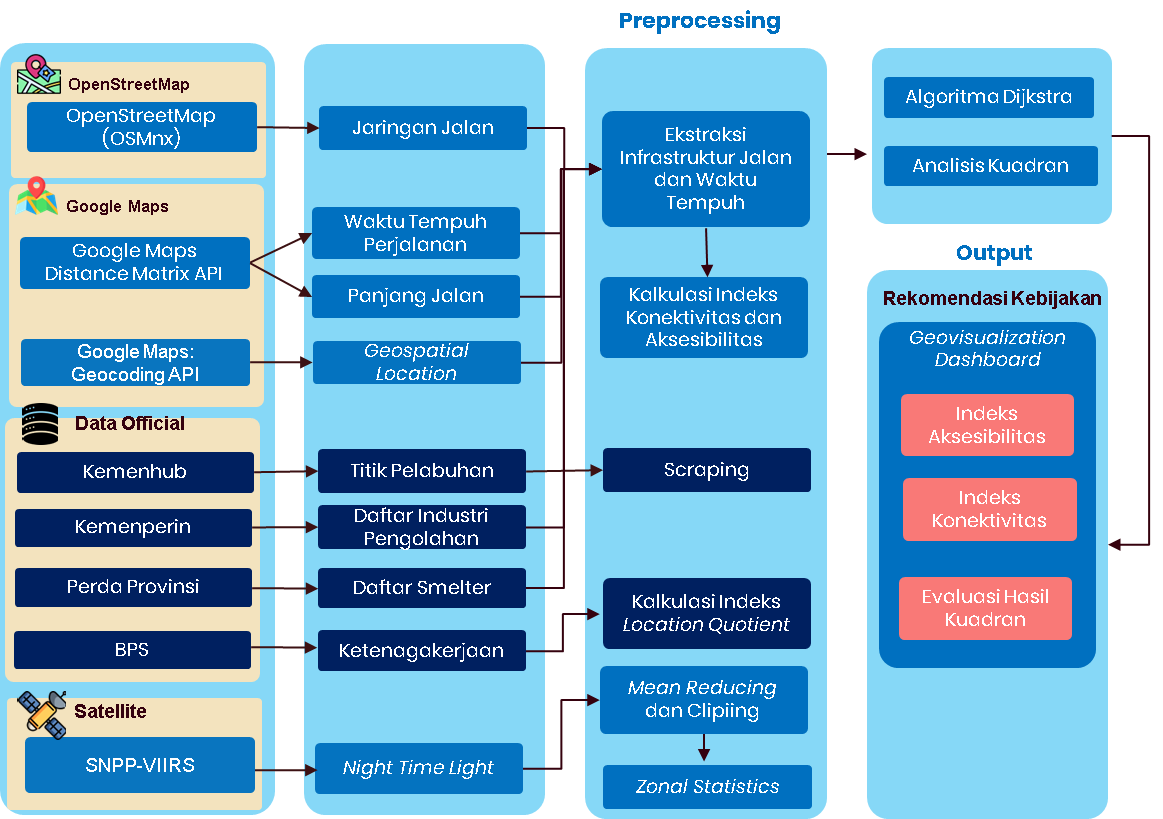 Preprocessing
OpenStreetMap
OpenStreetMap
(OSMnx)
Google Maps
Google Maps
Distance Matrix API
Google Maps:
Geocoding API
Data Official
Kemenhub
Kemenperin
Perda Provinsi
BPS
Satellite
SNPP-VIIRS
Jaringan Jalan
Waktu Tempuh
Perjalanan
Panjang Jalan
Geospatial
Location
Titik Pelabuhan
Daftar Industri
Pengolahan
Daftar Smelter
Ketenagakerjaan
Night Time Light
Ekstraksi
Infrastruktur Jalan
dan Waktu
Tempuh
Kalkulasi Indeks
Konektivitas dan
Aksesibilitas
Scraping
Kalkulasi Indeks
Location Quotient
Mean Reducing
dan Clipiing
Zonal Statistics
Algoritma Dijkstra
Analisis Kuadran
Output
Rekomendasi Kebijakan
Geovisualization
Dashboard
Indeks
Aksesibilitas
Indeks
Konektivitas
Evaluasi Hasil
Kuadran